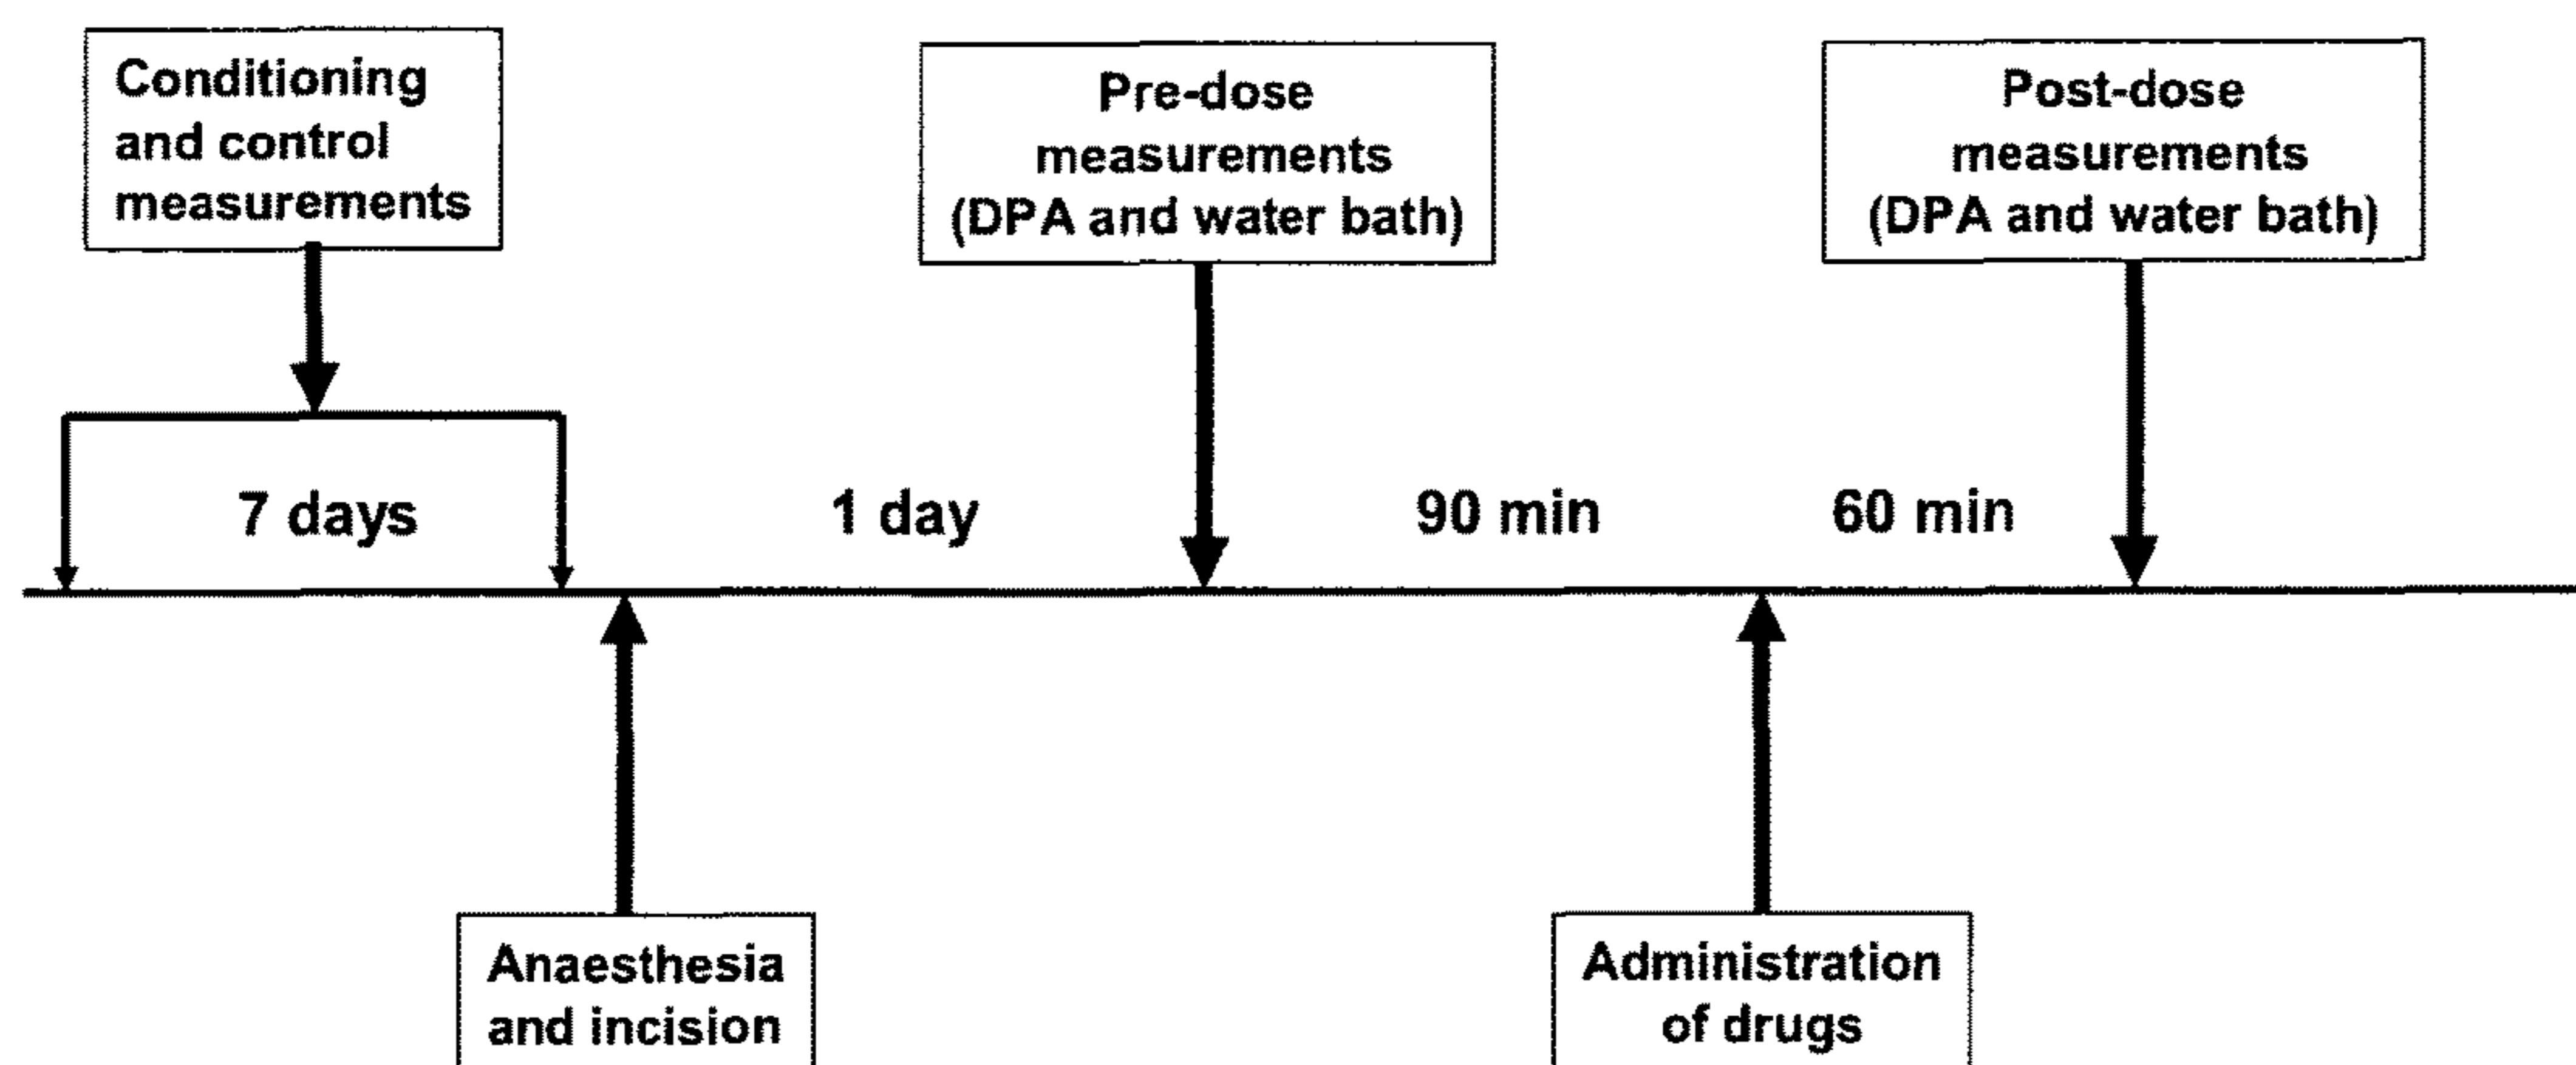 Conditioning
and control
measurements
Pre-dose
measurements
(DPA and water bath)
Post-dose
measurements
(DPA and water bath)
7 days
1 day
90 min
60 min
Anaesthesia
and incision
Administration
of drugs